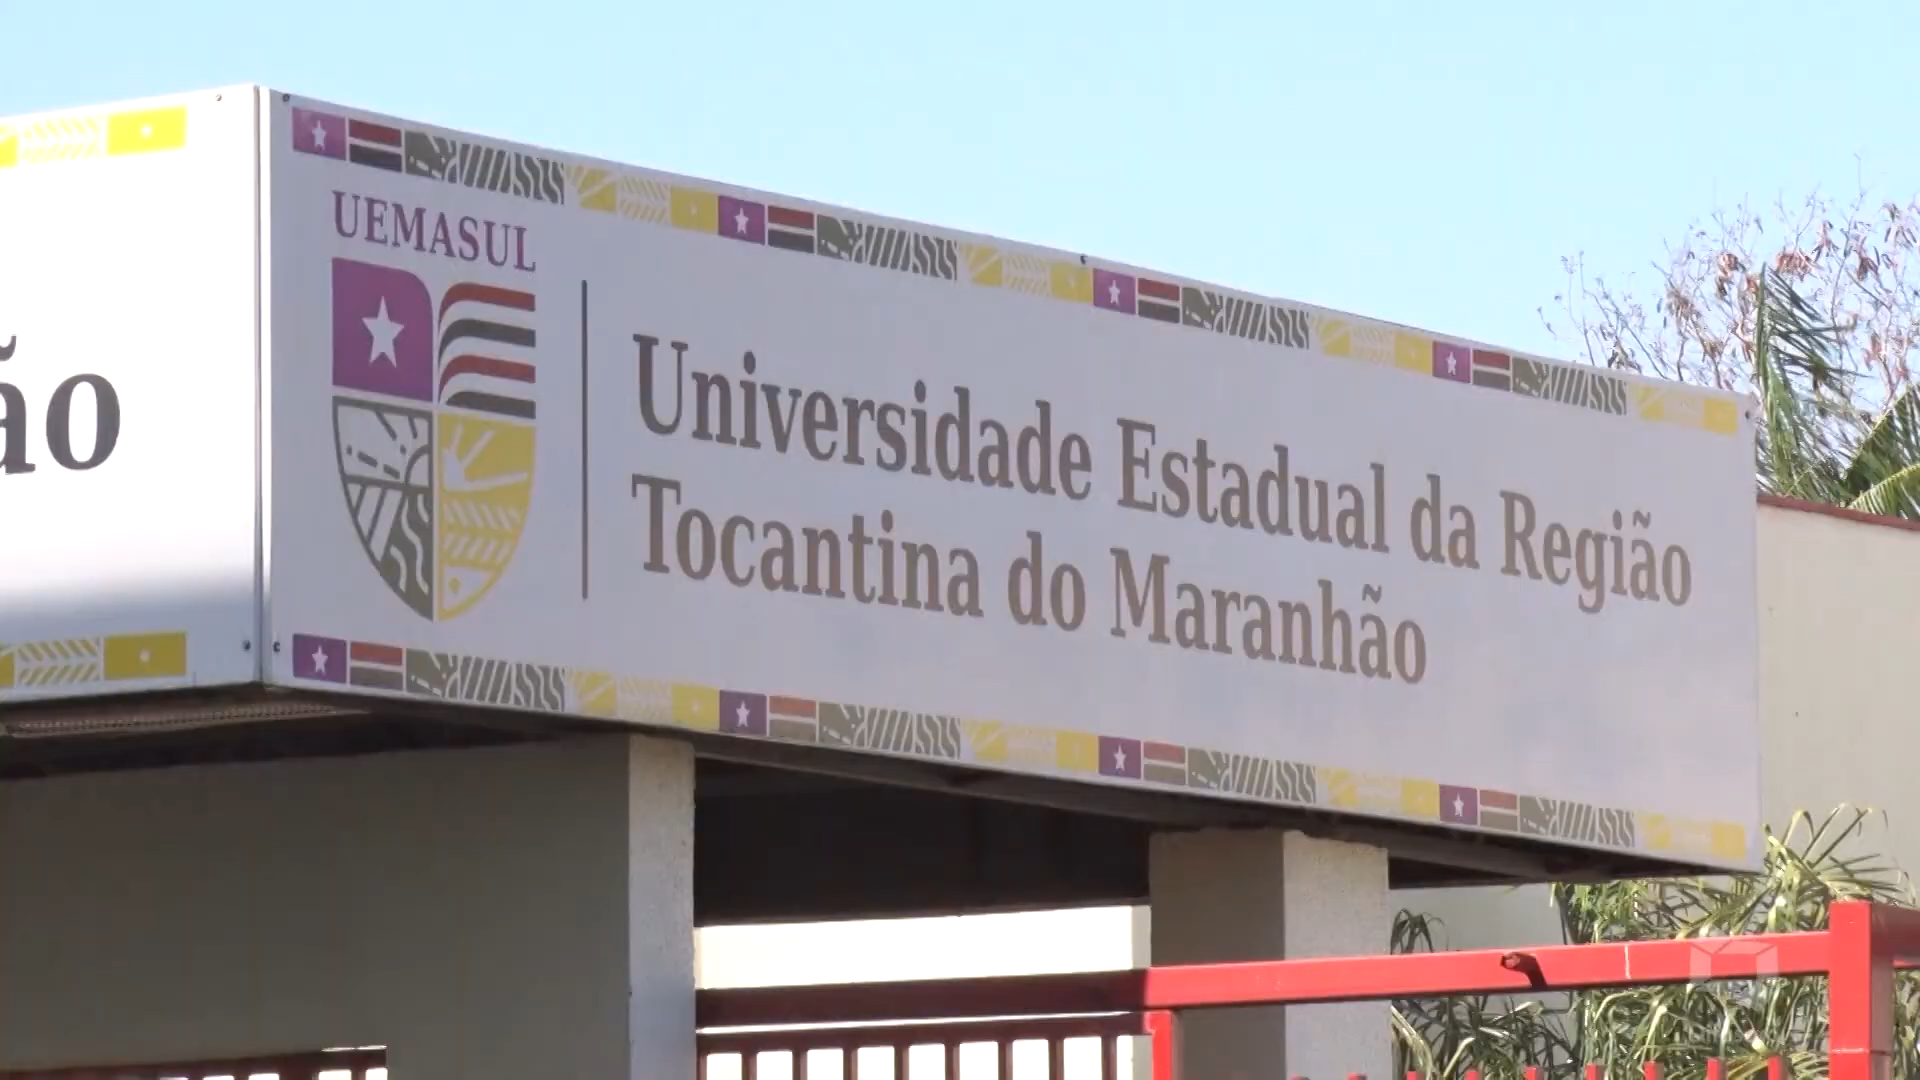 ão
UEMASUL
Universidade Estadual da Região
Tocantina do Maranhão